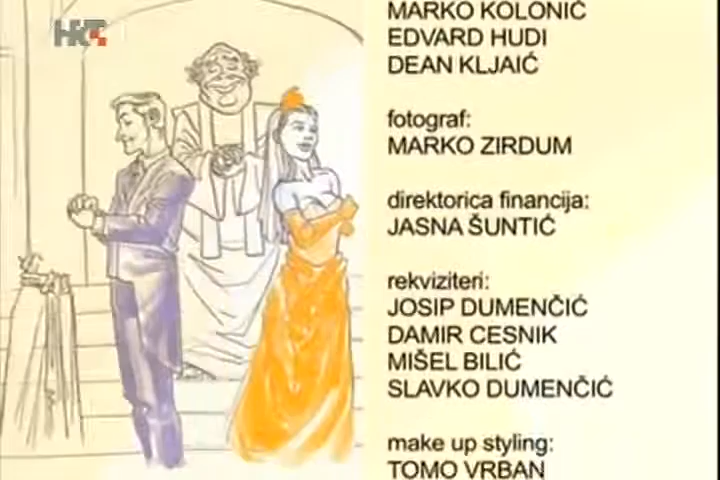 HRT
MARKO KOLONIĆ
EDVARD HUDI
DEAN KLJAIĆ
fotograf:
MARKO ZIRDUM
direktorica financija:
JASNA ŠUNTIĆ
rekviziteri:
JOSIP DUMENČIĆ
DAMIR CESNIK
MIŠEL BILIĆ
SLAVKO DUMENČIĆ
make up styling:
TOMO VRBAN